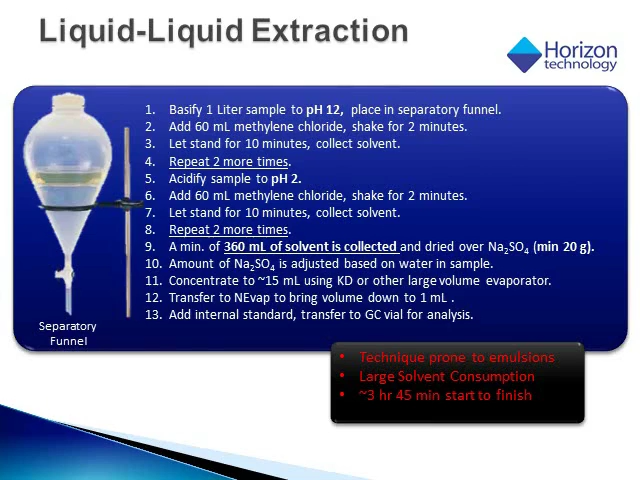 Liquid-Liquid Extraction
Horizon
technology
1. Basify 1 Liter sample to pH 12, place in separatory funnel.
2. Add 60 mL methylene chloride, shake for 2 minutes.
3. Let stand for 10 minutes, collect solvent.
4. Repeat 2 more times.
5. Acidify sample to pH 2.
6. Add 60 mL methylene chloride, shake for 2 minutes.
7. Let stand for 10 minutes, collect solvent.
8. Repeat 2 more times.
9. A min. of 360 mL of solvent is collected and dried over Na₂SO₄ (min 20 g).
10. Amount of Na₂SO₄ is adjusted based on water in sample.
11. Concentrate to ~15 mL using KD or other large volume evaporator.
12. Transfer to NEvap to bring volume down to 1 mL .
13. Add internal standard, transfer to GC vial for analysis.
Separatory
Funnel
• Technique prone to emulsions
• Large Solvent Consumption
• ~3 hr 45 min start to finish